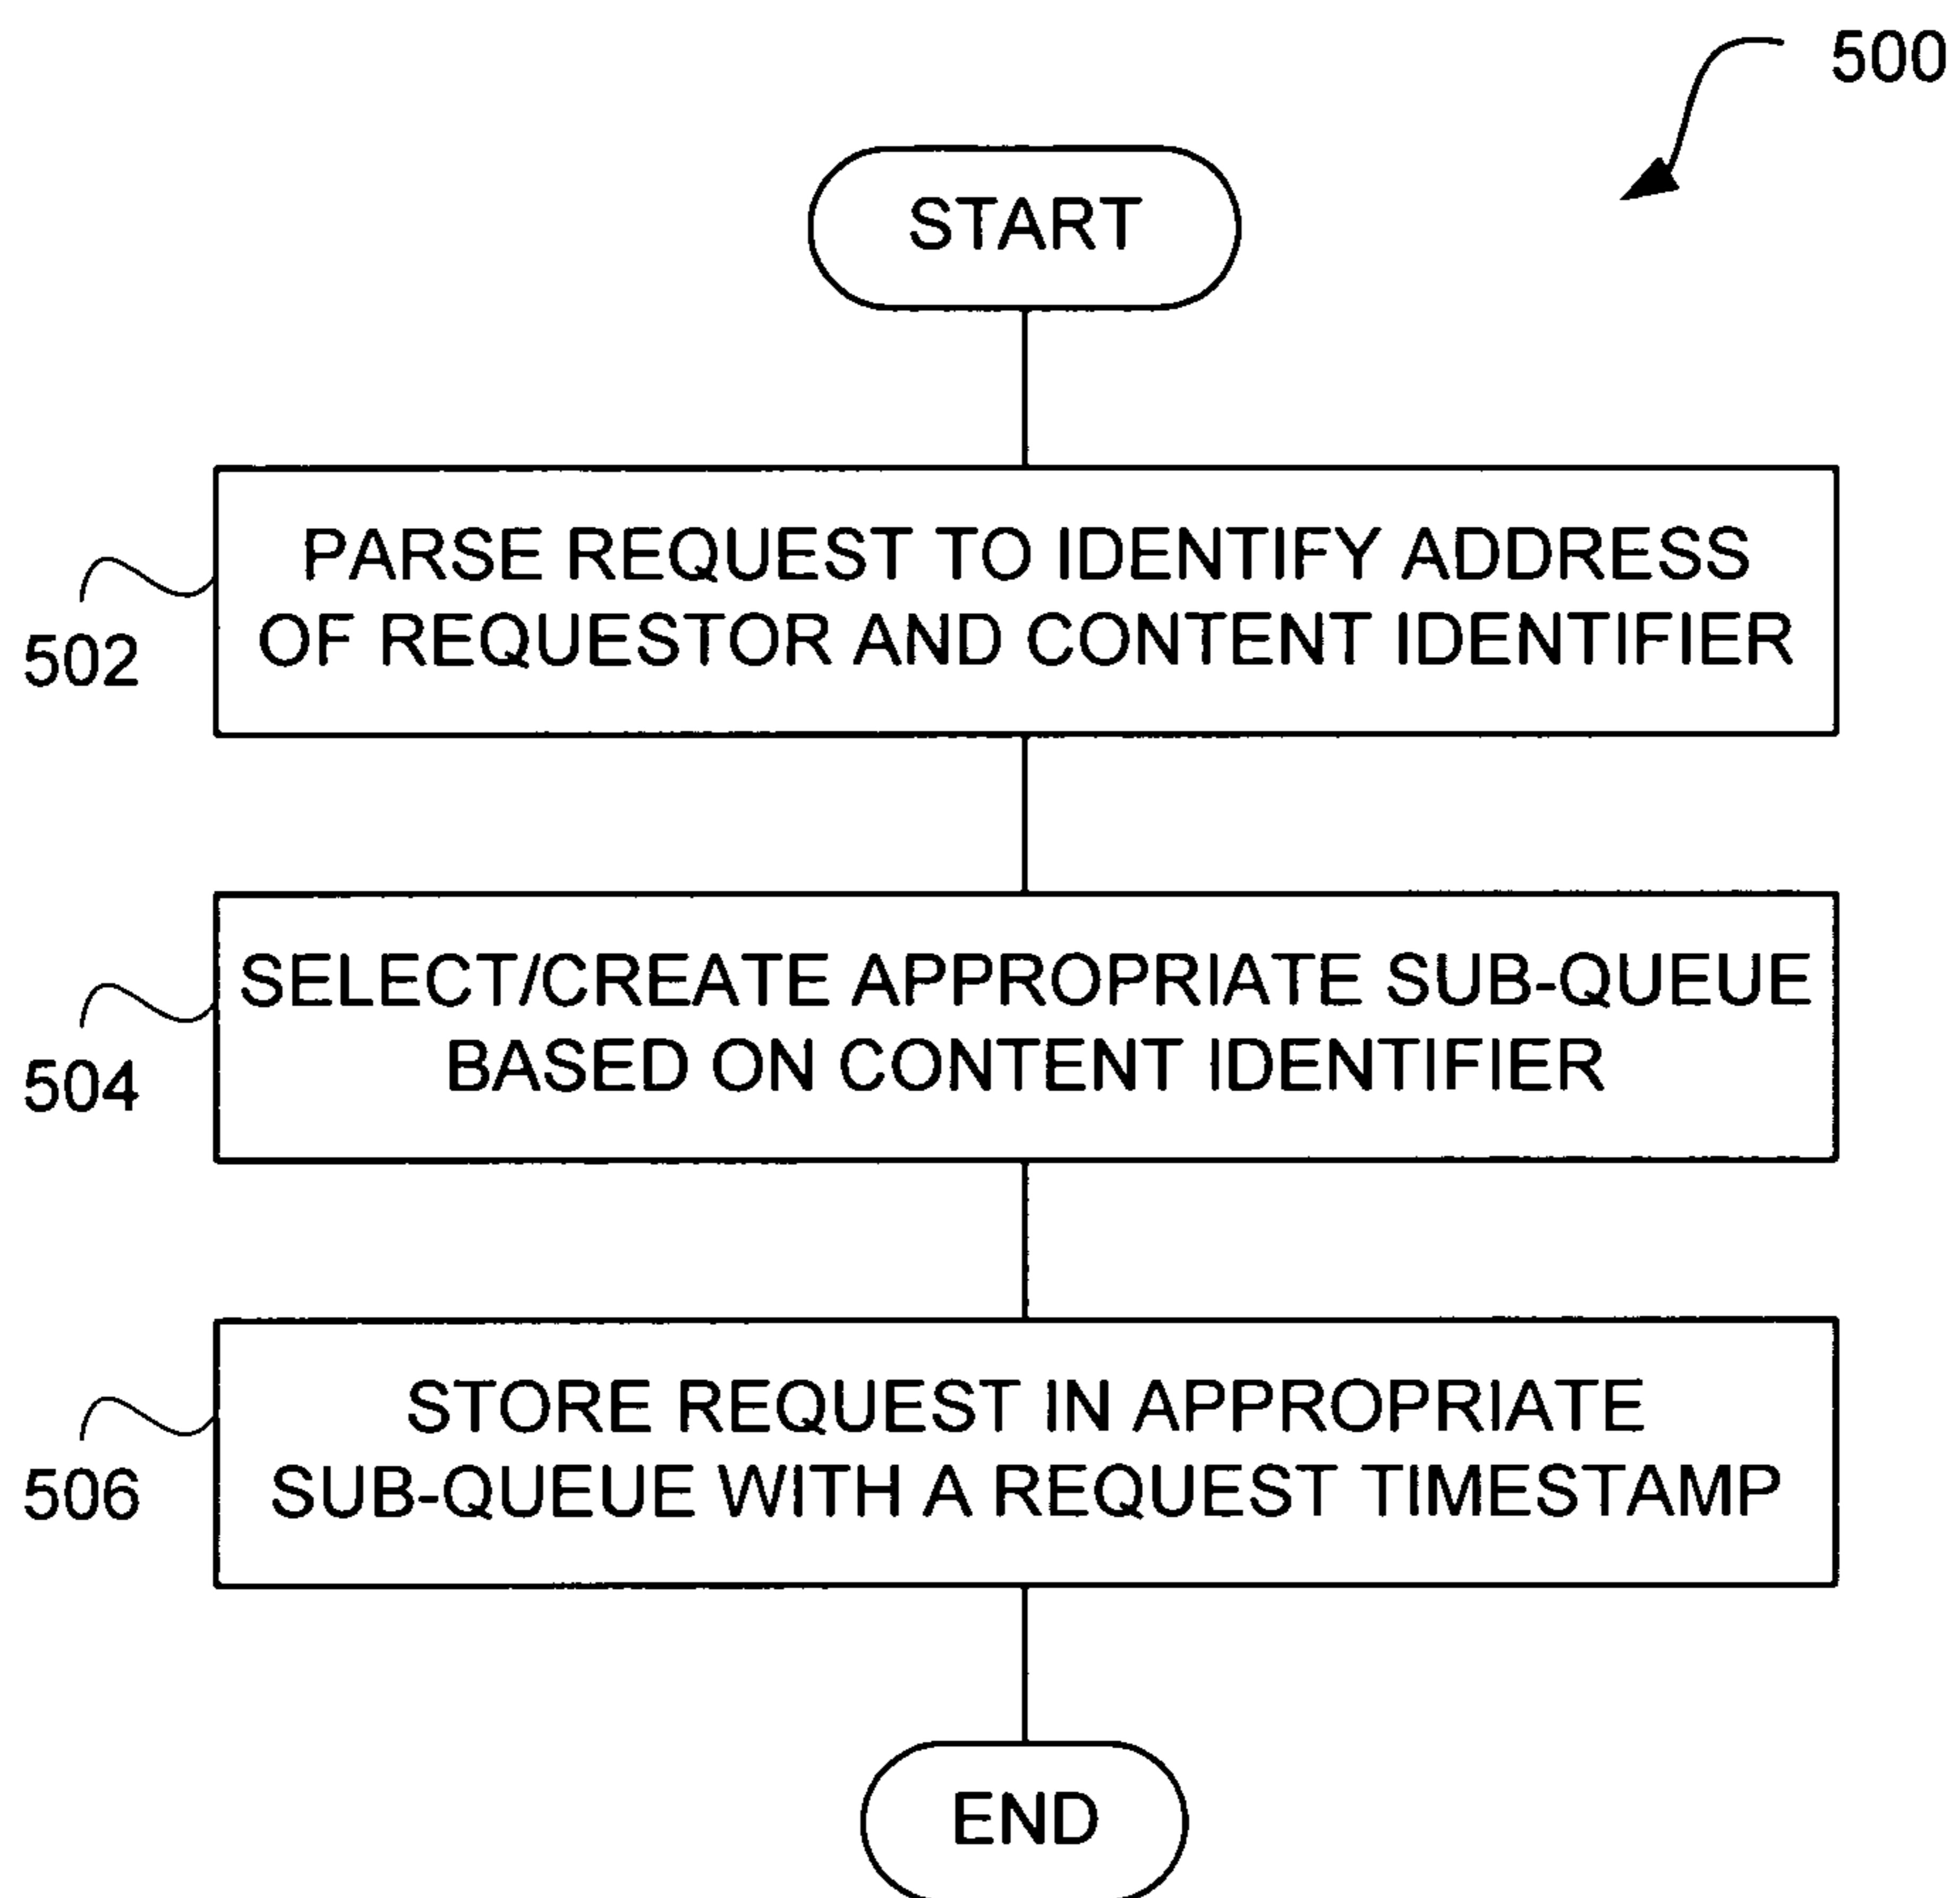 500
START
PARSE REQUEST TO IDENTIFY ADDRESS
OF REQUESTOR AND CONTENT IDENTIFIER
502
SELECT/CREATE APPROPRIATE SUB-QUEUE
BASED ON CONTENT IDENTIFIER
504
STORE REQUEST IN APPROPRIATE
SUB-QUEUE WITH A REQUEST TIMESTAMP
506
END